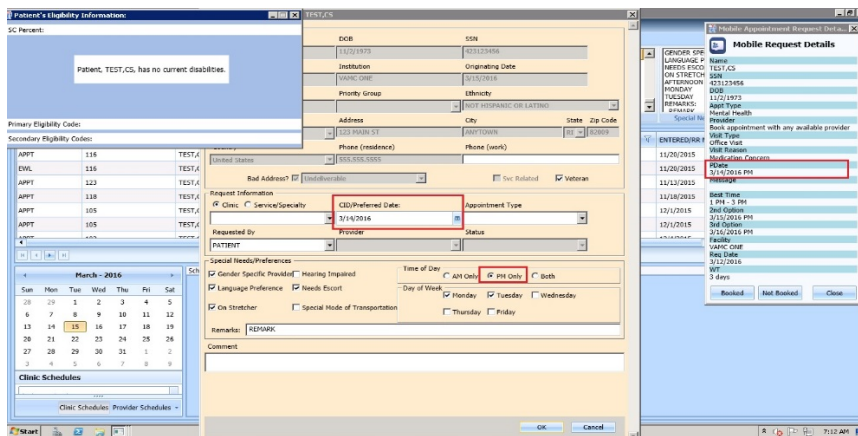 Patient's Eligibility Information:
SC Percent:
Patient, TEST,CS, has no current disabilities.
Primary Eligibility Code:
Secondary Eligibility Codes:
APPT 116 TEST,
EWL 116 TEST,
APPT 123 TEST,
APPT 118 TEST,
APPT 105 TEST,
APPT 105 TEST,
March - 2016
Sun Mon Tue Wed Thu Fri Sat
28 29 1 2 3 4 5
6 7 8 9 10 11 12
13 14 15 16 17 18 19
20 21 22 23 24 25 26
27 28 29 30 31 1 2
3 4 5 6 7 8 9
Clinic Schedules
Clinic Schedules Provider Schedules
Start
TEST,CS
DOB SSN
11/2/1973 423123456
Institution Originating Date
VAMC ONE 3/15/2016
Priority Group Ethnicity
NOT HISPANIC OR LATINO
Address City State Zip Code
123 MAIN ST ANYTOWN 82009
Phone (residence) Phone (work)
United States 555.555.5555
Bad Address? Undeliverable Svc Related Veteran
Request Information
Clinic Service/Specialty CID/Preferred Date: Appointment Type
3/14/2016
Requested By Provider Status
PATIENT
Special Needs/Preferences
Gender Specific Provider Hearing Impaired
Language Preference Needs Escort
On Stretcher Special Mode of Transportation
Time of Day AM Only PM Only Both
Day of Week Monday Tuesday Wednesday
Thursday Friday
Remarks: REMARK
Comment
OK Cancel
GENDER SPE
LANGUAGE P
NEEDS ESCO
ON STRETCH
AFTERNOON
MONDAY
TUESDAY
REMARKS:
REMARK
Special Ne
ENTERED/RR
11/20/2015
11/20/2015
11/13/2015
11/18/2015
12/1/2015
12/1/2015
Mobile Appointment Request Deta...
Mobile Request Details
Name
TEST,CS
SSN
423123456
DOB
11/2/1973
Appt Type
Mental Health
Provider
Book appointment with any available provider
Visit Type
Office Visit
Visit Reason
Medication Concern
PDate
3/14/2016 PM
Message
Best Time
1 PM - 3 PM
2nd Option
3/15/2016 PM
3rd Option
3/16/2016 PM
Facility
VAMC ONE
Req Date
3/12/2016
WT
3 days
Booked Not Booked Close
7:12 AM